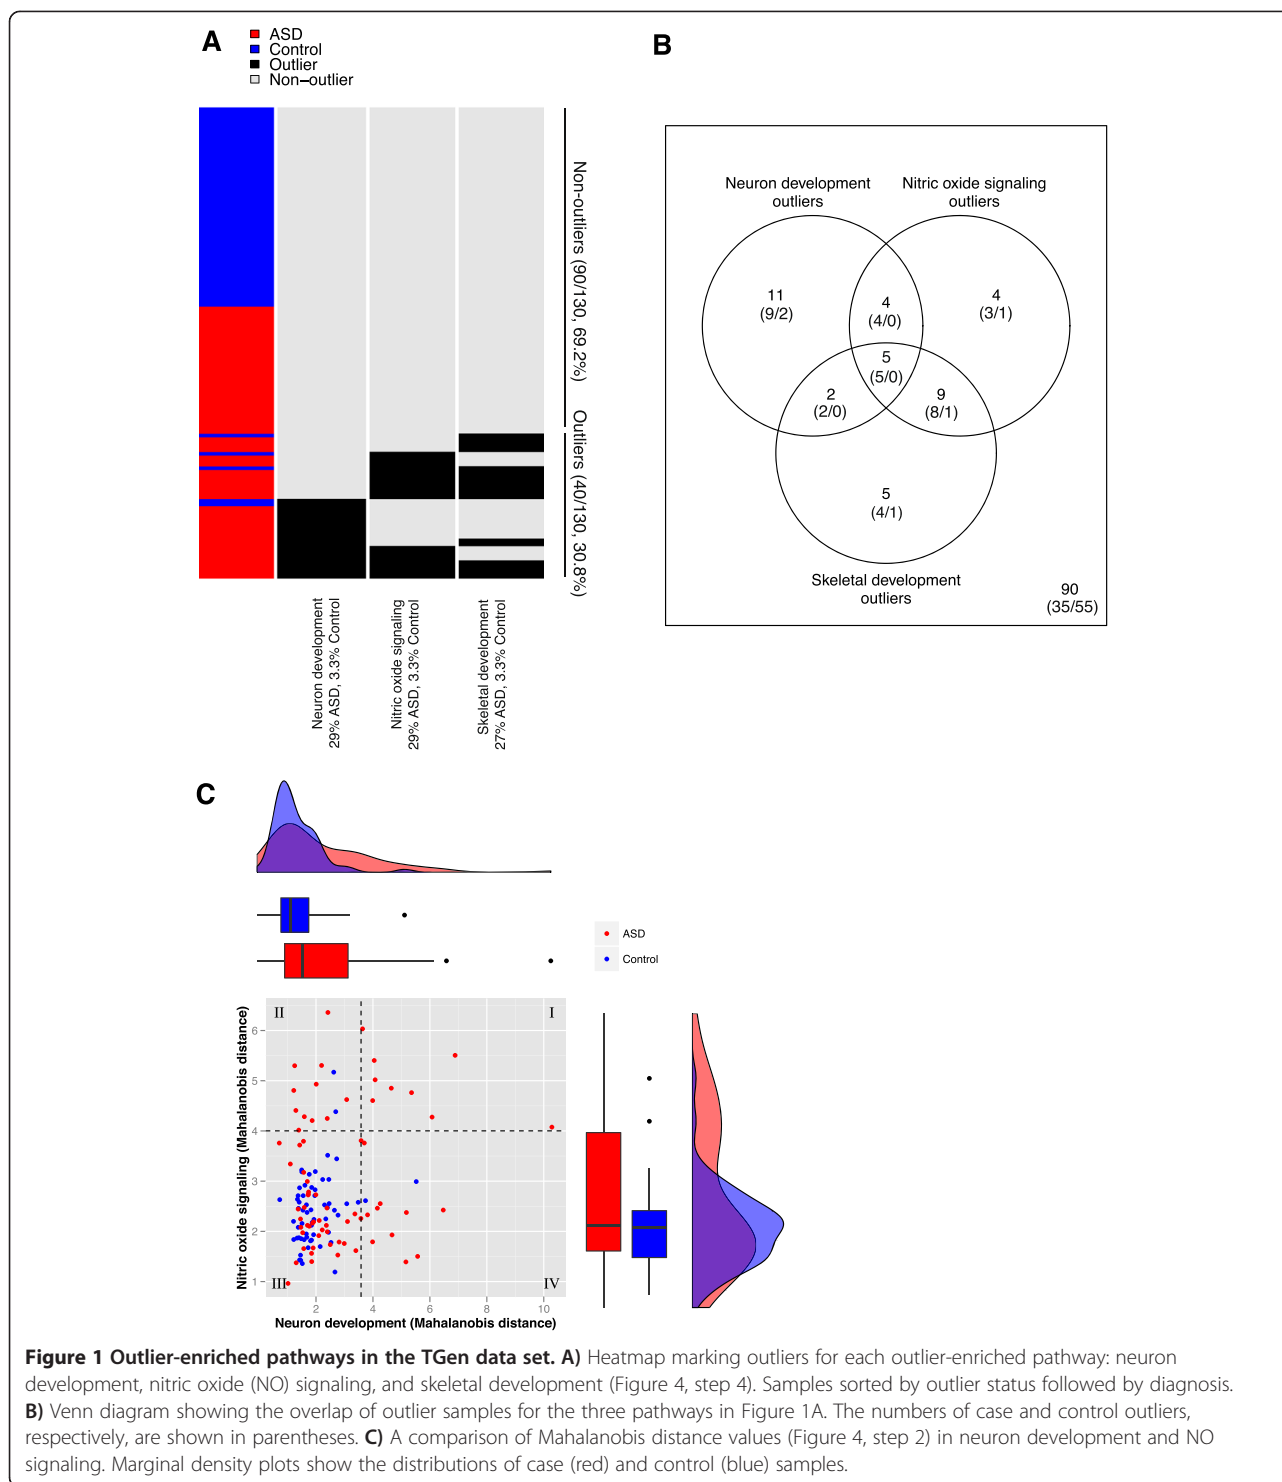 A
ASD
Control
Outlier
Non−outlier
Non-outliers (90/130, 69.2%)
Outliers (40/130, 30.8%)
Neuron development
29% ASD, 3.3% Control
Nitric oxide signaling
29% ASD, 3.3% Control
Skeletal development
27% ASD, 3.3% Control
B
Neuron development
outliers
Nitric oxide signaling
outliers
11
(9/2)
4
(4/0)
4
(3/1)
5
(5/0)
2
(2/0)
9
(8/1)
5
(4/1)
Skeletal development
outliers
90
(35/55)
C
ASD
Control
II
I
III
IV
Nitric oxide signaling (Mahalanobis distance)
6
5
4
3
2
1
2
4
6
8
10
Neuron development (Mahalanobis distance)
Figure 1 Outlier-enriched pathways in the TGen data set. A) Heatmap marking outliers for each outlier-enriched pathway: neuron
development, nitric oxide (NO) signaling, and skeletal development (Figure 4, step 4). Samples sorted by outlier status followed by diagnosis.
B) Venn diagram showing the overlap of outlier samples for the three pathways in Figure 1A. The numbers of case and control outliers,
respectively, are shown in parentheses. C) A comparison of Mahalanobis distance values (Figure 4, step 2) in neuron development and NO
signaling. Marginal density plots show the distributions of case (red) and control (blue) samples.